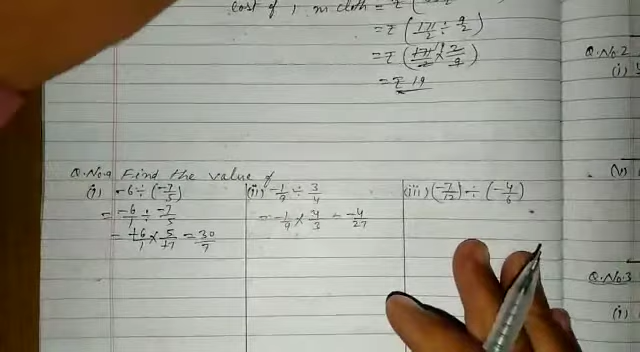 cost of 1 m cloth = ₹ (
= ₹ (171/2 ÷ 9/2)
= ₹ (171/2 × 2/9)
= ₹ 19
Q.No.9 Find the value of
(i) -6 ÷ (-7/5)
= -6/1 ÷ -7/5
= -6/1 × 5/-7 = 30/7
(ii) -1/9 ÷ 3/4
= -1/9 × 4/3 = -4/27
(iii) (-7/12) ÷ (-4/6)
Q.No.2
(i)
(v)
Q.No.3
(i)